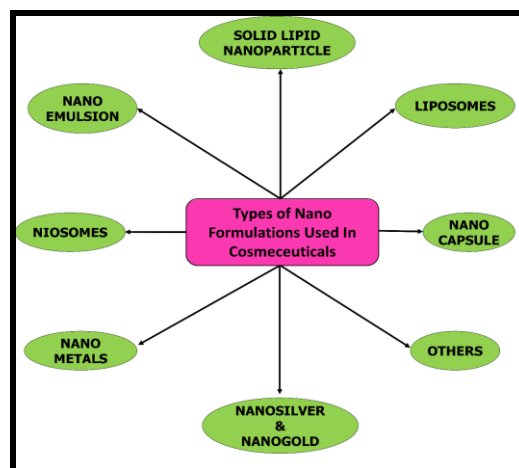 SOLID LIPID
NANOPARTICLE
NANO
EMULSION
LIPOSOMES
Types of Nano
Formulations Used In
Cosmeceuticals
NIOSOMES
NANO
CAPSULE
NANO
METALS
OTHERS
NANOSILVER
&
NANOGOLD